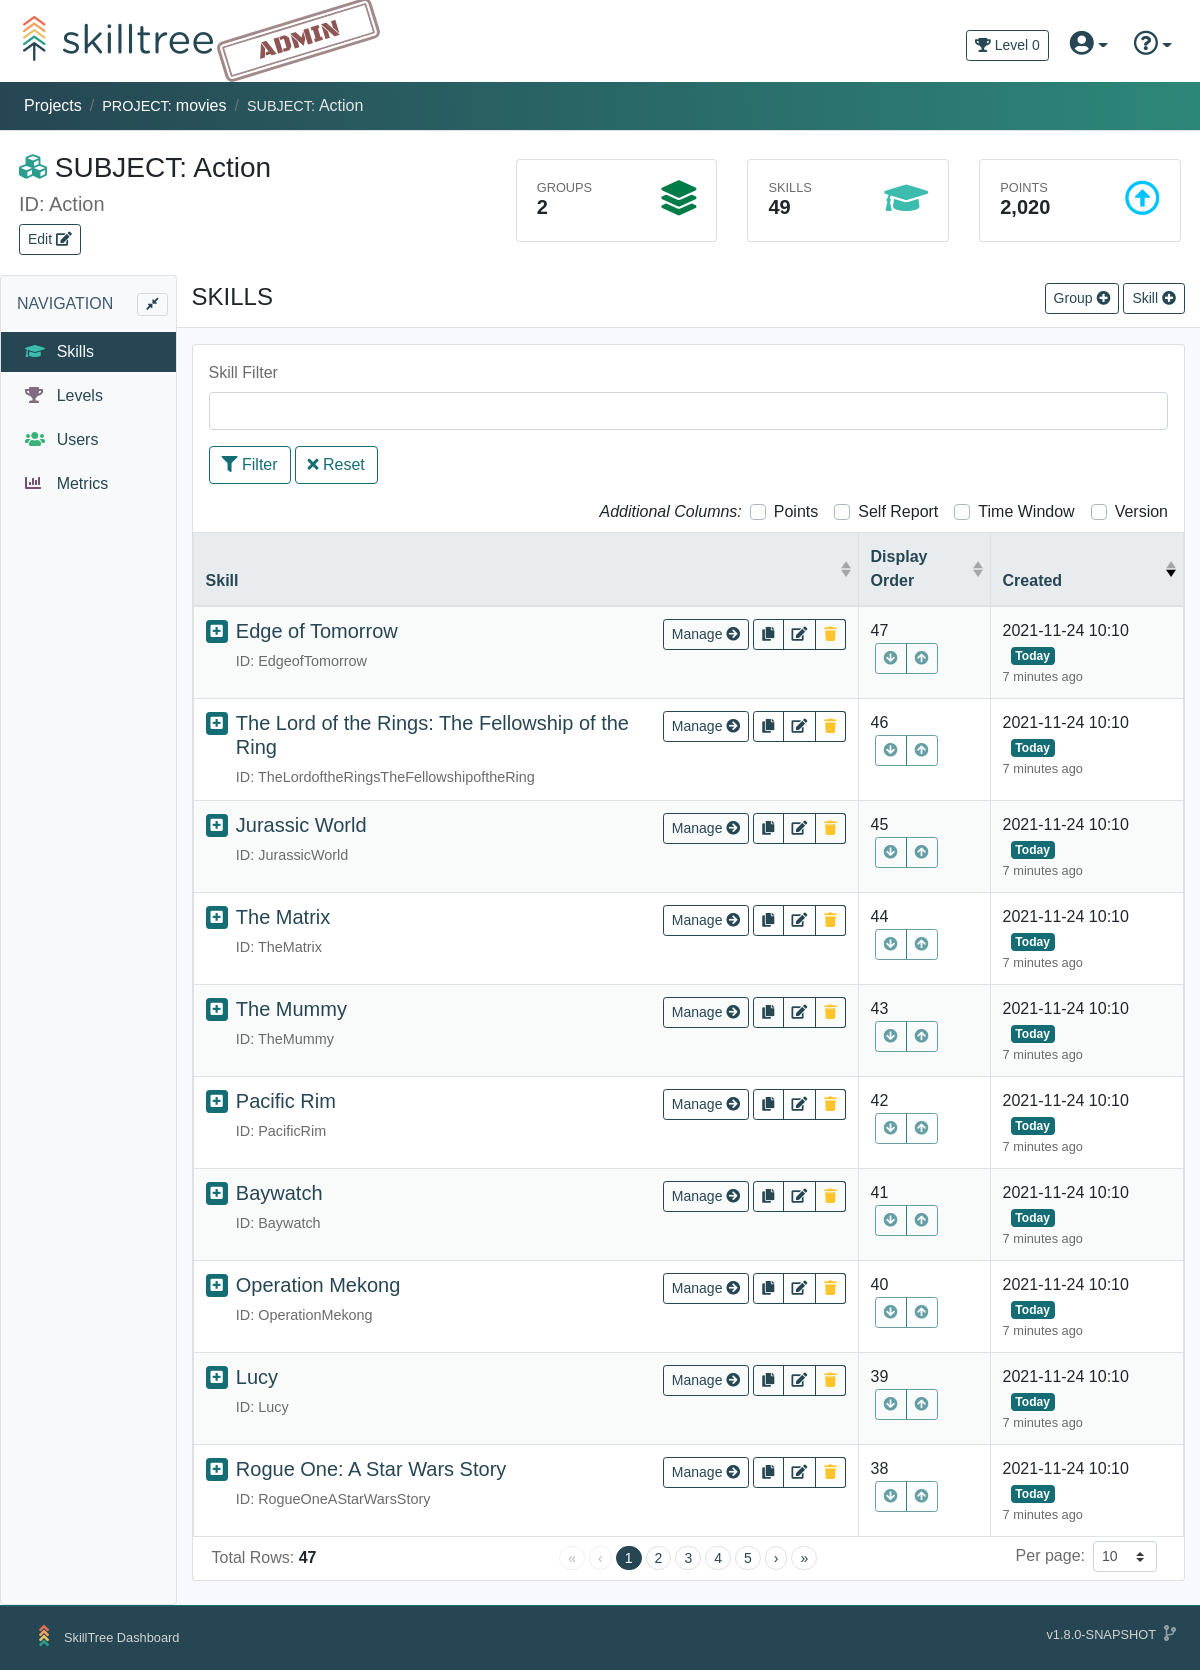 skilltree
ADMIN
Level 0
Projects / PROJECT: movies / SUBJECT: Action
SUBJECT: Action
ID: Action
Edit
GROUPS
2
SKILLS
49
POINTS
2,020
NAVIGATION
Skills
Levels
Users
Metrics
SKILLS
Group
Skill
Skill Filter
Filter
Reset
Additional Columns: Points Self Report Time Window Version
Skill
Display
Order
Created
Edge of Tomorrow
ID: EdgeofTomorrow
Manage
47
2021-11-24 10:10
Today
7 minutes ago
The Lord of the Rings: The Fellowship of the
Ring
ID: TheLordoftheRingsTheFellowshipoftheRing
Manage
46
2021-11-24 10:10
Today
7 minutes ago
Jurassic World
ID: JurassicWorld
Manage
45
2021-11-24 10:10
Today
7 minutes ago
The Matrix
ID: TheMatrix
Manage
44
2021-11-24 10:10
Today
7 minutes ago
The Mummy
ID: TheMummy
Manage
43
2021-11-24 10:10
Today
7 minutes ago
Pacific Rim
ID: PacificRim
Manage
42
2021-11-24 10:10
Today
7 minutes ago
Baywatch
ID: Baywatch
Manage
41
2021-11-24 10:10
Today
7 minutes ago
Operation Mekong
ID: OperationMekong
Manage
40
2021-11-24 10:10
Today
7 minutes ago
Lucy
ID: Lucy
Manage
39
2021-11-24 10:10
Today
7 minutes ago
Rogue One: A Star Wars Story
ID: RogueOneAStarWarsStory
Manage
38
2021-11-24 10:10
Today
7 minutes ago
Total Rows: 47
« ‹ 1 2 3 4 5 › »
Per page: 10
SkillTree Dashboard
v1.8.0-SNAPSHOT